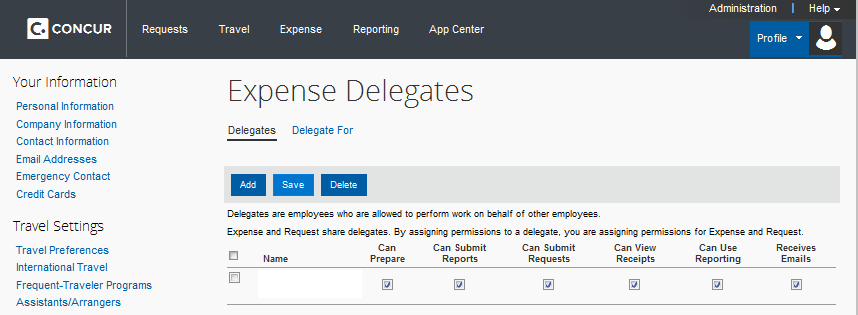 Administration | Help
CONCUR Requests Travel Expense Reporting App Center
Profile
Your Information
Personal Information
Company Information
Contact Information
Email Addresses
Emergency Contact
Credit Cards
Travel Settings
Travel Preferences
International Travel
Frequent-Traveler Programs
Assistants/Arrangers
Expense Delegates
Delegates Delegate For
Add Save Delete
Delegates are employees who are allowed to perform work on behalf of other employees.
Expense and Request share delegates. By assigning permissions to a delegate, you are assigning permissions for Expense and Request.
Name
Can Prepare
Can Submit Reports
Can Submit Requests
Can View Receipts
Can Use Reporting
Receives Emails